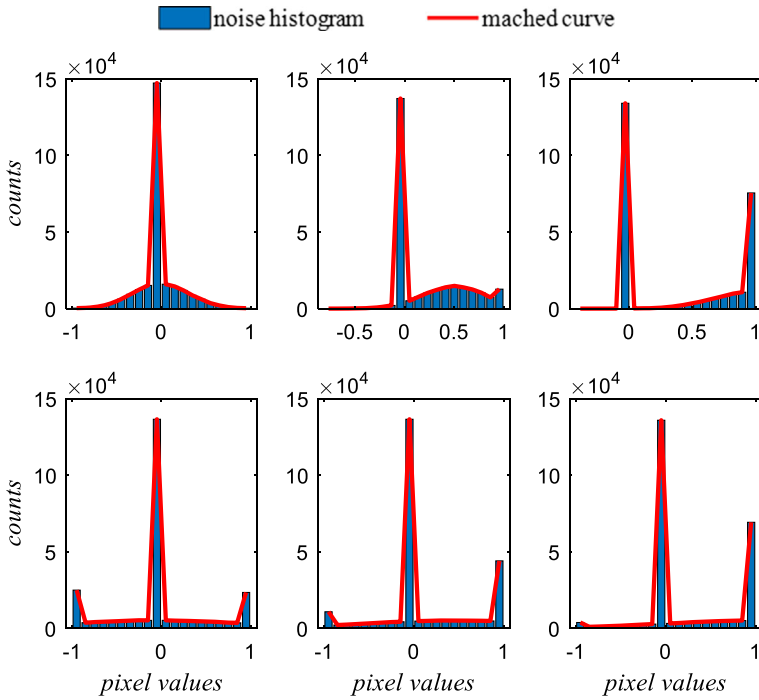 noise histogram mached curve
×10⁴ ×10⁴ ×10⁴
15 15 15
10 10 10
5 5 5
0 0 0
counts
-1 0 1 -0.5 0 0.5 1 0 0.5 1
×10⁴ ×10⁴ ×10⁴
15 15 15
10 10 10
5 5 5
0 0 0
counts
-1 0 1 -1 0 1 -1 0 1
pixel values pixel values pixel values